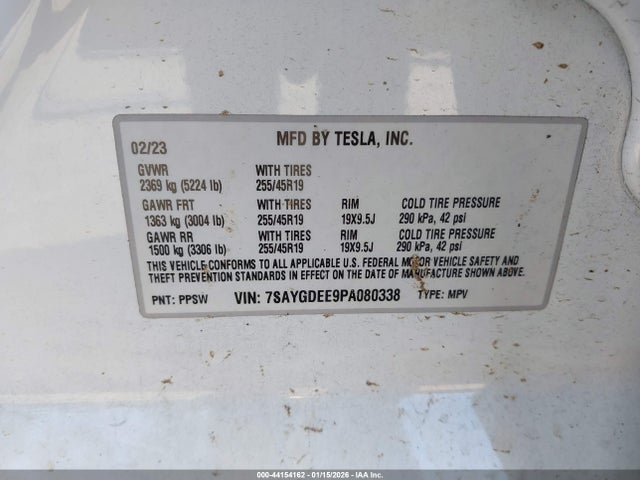 02/23 MFD BY TESLA, INC.
GVWR WITH TIRES
2369 kg (5224 lb) 255/45R19
GAWR FRT WITH TIRES RIM COLD TIRE PRESSURE
1363 kg (3004 lb) 255/45R19 19X9.5J 290 kPa, 42 psi
GAWR RR WITH TIRES RIM COLD TIRE PRESSURE
1500 kg (3306 lb) 255/45R19 19X9.5J 290 kPa, 42 psi
THIS VEHICLE CONFORMS TO ALL APPLICABLE U.S. FEDERAL MOTOR VEHICLE SAFETY AND
THEFT PREVENTION STANDARDS IN EFFECT ON THE DATE OF MANUFACTURE SHOWN ABOVE.
PNT: PPSW VIN: 7SAYGDEE9PA080338 TYPE: MPV
000-44154162 - 01/15/2026 - IAA Inc.